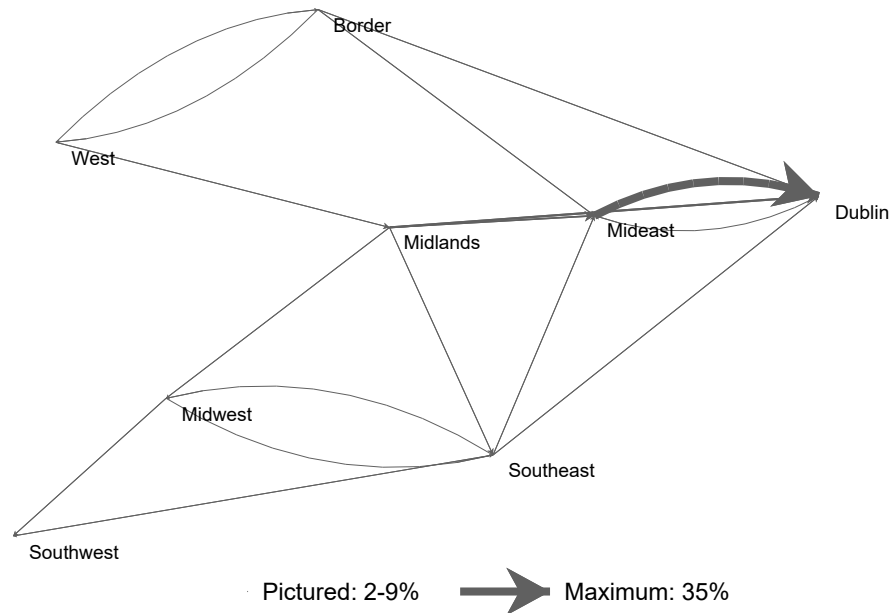 Border
West
Dublin
Mideast
Midlands
Midwest
Southeast
Southwest
Pictured: 2-9% Maximum: 35%